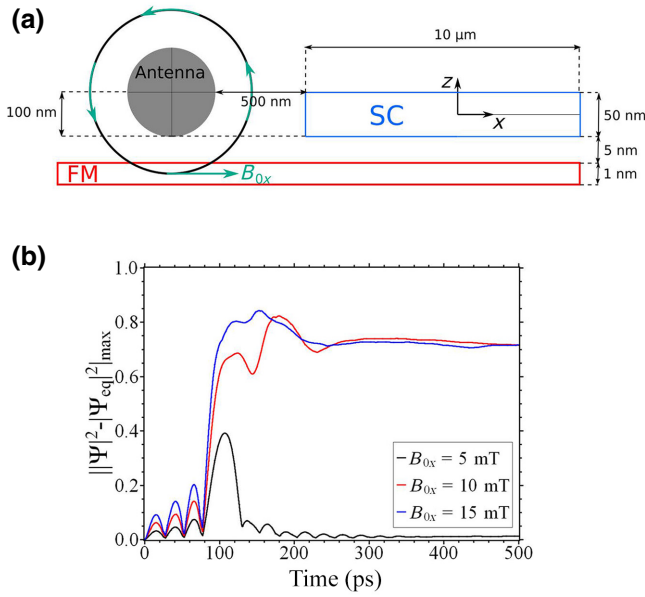 (a)
10 μm
Antenna
z
100 nm
500 nm
SC
x
50 nm
5 nm
FM
B0x
1 nm
(b)
||Ψ|²-|Ψeq|²|max
1.0
0.8
0.6
0.4
0.2
0.0
B0x = 5 mT
B0x = 10 mT
B0x = 15 mT
0 100 200 300 400 500
Time (ps)